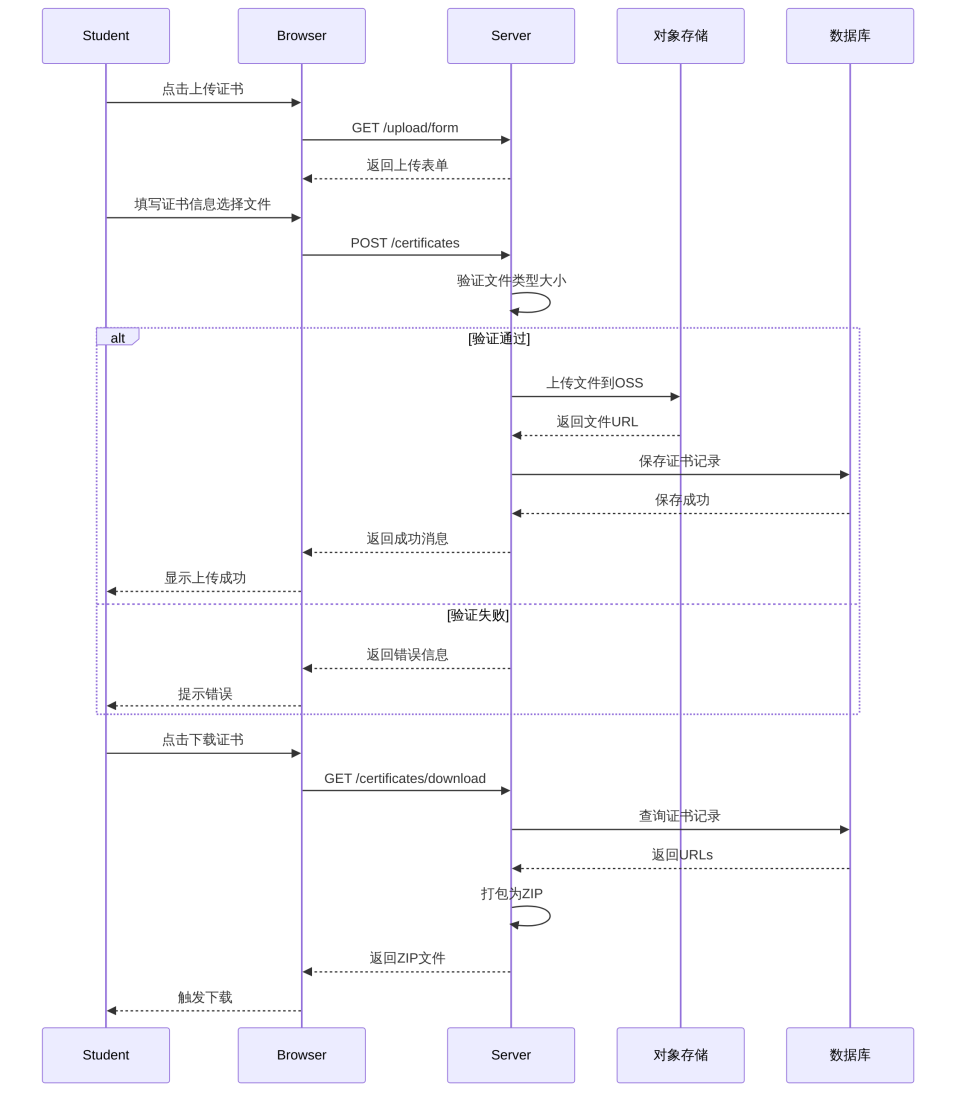 Student
Browser
Server
对象存储
数据库
点击上传证书
GET /upload/form
返回上传表单
填写证书信息选择文件
POST /certificates
验证文件类型大小
alt
[验证通过]
上传文件到OSS
返回文件URL
保存证书记录
保存成功
返回成功消息
显示上传成功
[验证失败]
返回错误信息
提示错误
点击下载证书
GET /certificates/download
查询证书记录
返回URLs
打包为ZIP
返回ZIP文件
触发下载
Student
Browser
Server
对象存储
数据库